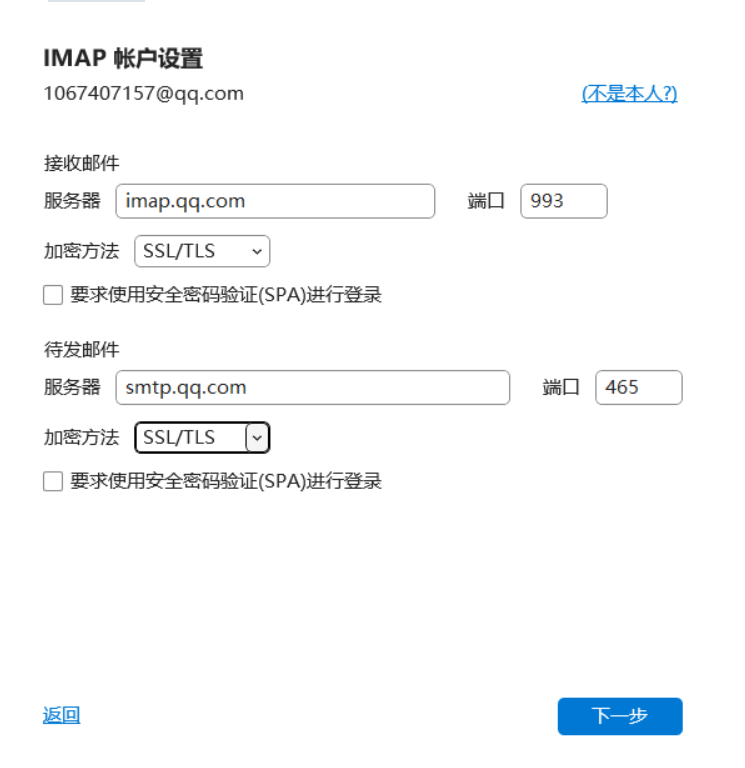 IMAP 帐户设置
1067407157@qq.com (不是本人?)
接收邮件
服务器 imap.qq.com 端口 993
加密方法 SSL/TLS
要求使用安全密码验证(SPA)进行登录
待发邮件
服务器 smtp.qq.com 端口 465
加密方法 SSL/TLS
要求使用安全密码验证(SPA)进行登录
返回 下一步